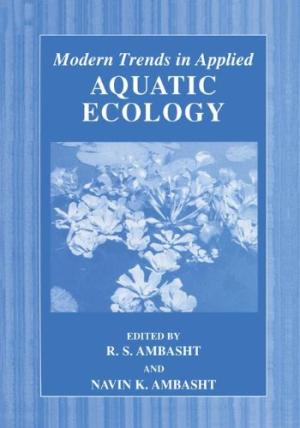 Modern Trends in Applied
AQUATIC
ECOLOGY
EDITED BY
R. S. AMBASHT
AND
NAVIN K. AMBASHT